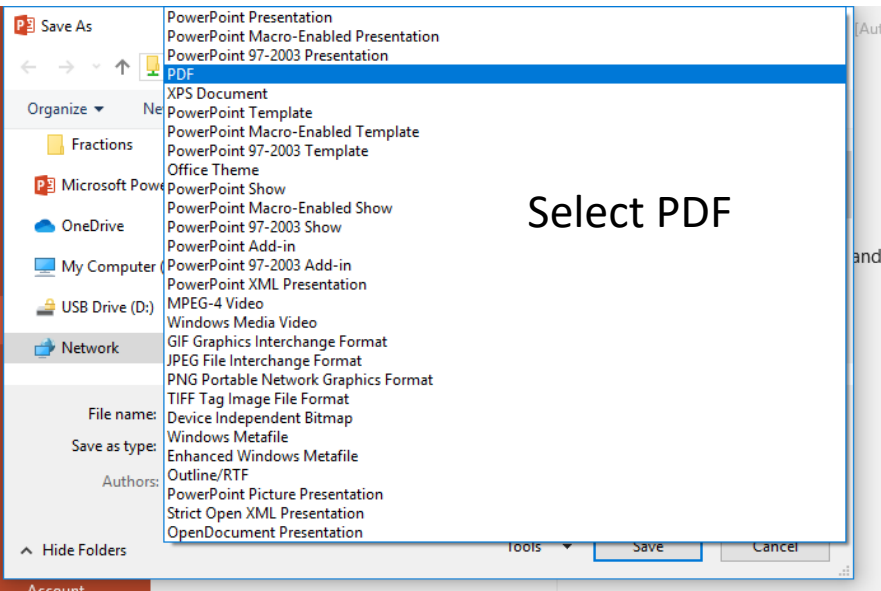 Save As
[Aut
Organize
Ne
Fractions
Microsoft Powe
OneDrive
My Computer (
USB Drive (D:)
Network
and
File name:
Save as type:
Authors:
PowerPoint Presentation
PowerPoint Macro-Enabled Presentation
PowerPoint 97-2003 Presentation
PDF
XPS Document
PowerPoint Template
PowerPoint Macro-Enabled Template
PowerPoint 97-2003 Template
Office Theme
PowerPoint Show
PowerPoint Macro-Enabled Show
PowerPoint 97-2003 Show
PowerPoint Add-in
PowerPoint 97-2003 Add-in
PowerPoint XML Presentation
MPEG-4 Video
Windows Media Video
GIF Graphics Interchange Format
JPEG File Interchange Format
PNG Portable Network Graphics Format
TIFF Tag Image File Format
Device Independent Bitmap
Windows Metafile
Enhanced Windows Metafile
Outline/RTF
PowerPoint Picture Presentation
Strict Open XML Presentation
OpenDocument Presentation
Select PDF
Hide Folders
Tools
Save
Cancel
Account